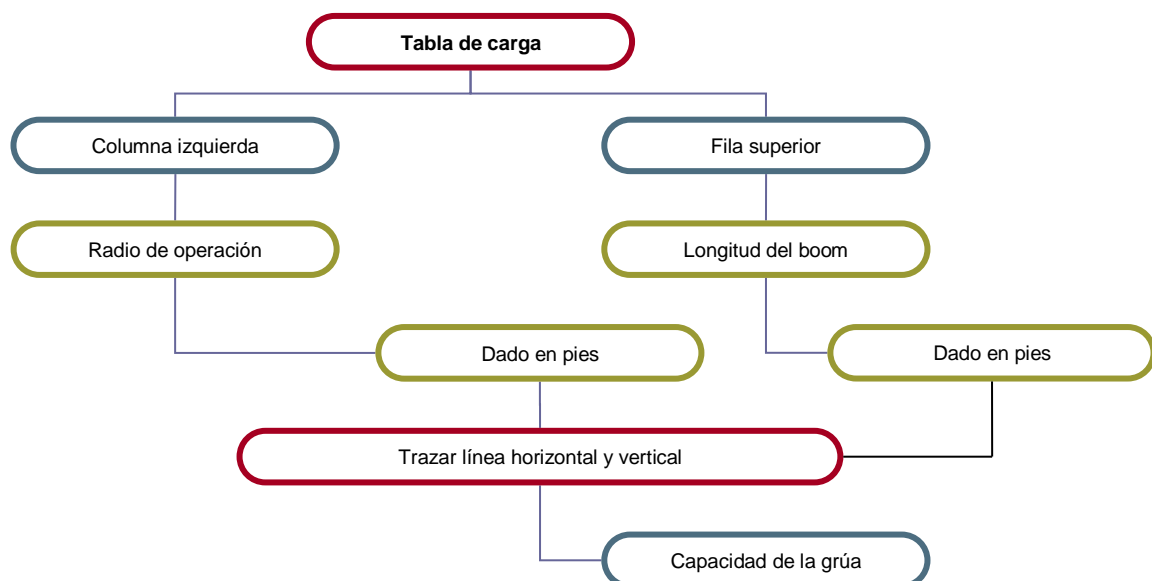 Tabla de carga
Columna izquierda
Fila superior
Radio de operación
Longitud del boom
Dado en pies
Dado en pies
Trazar línea horizontal y vertical
Capacidad de la grúa